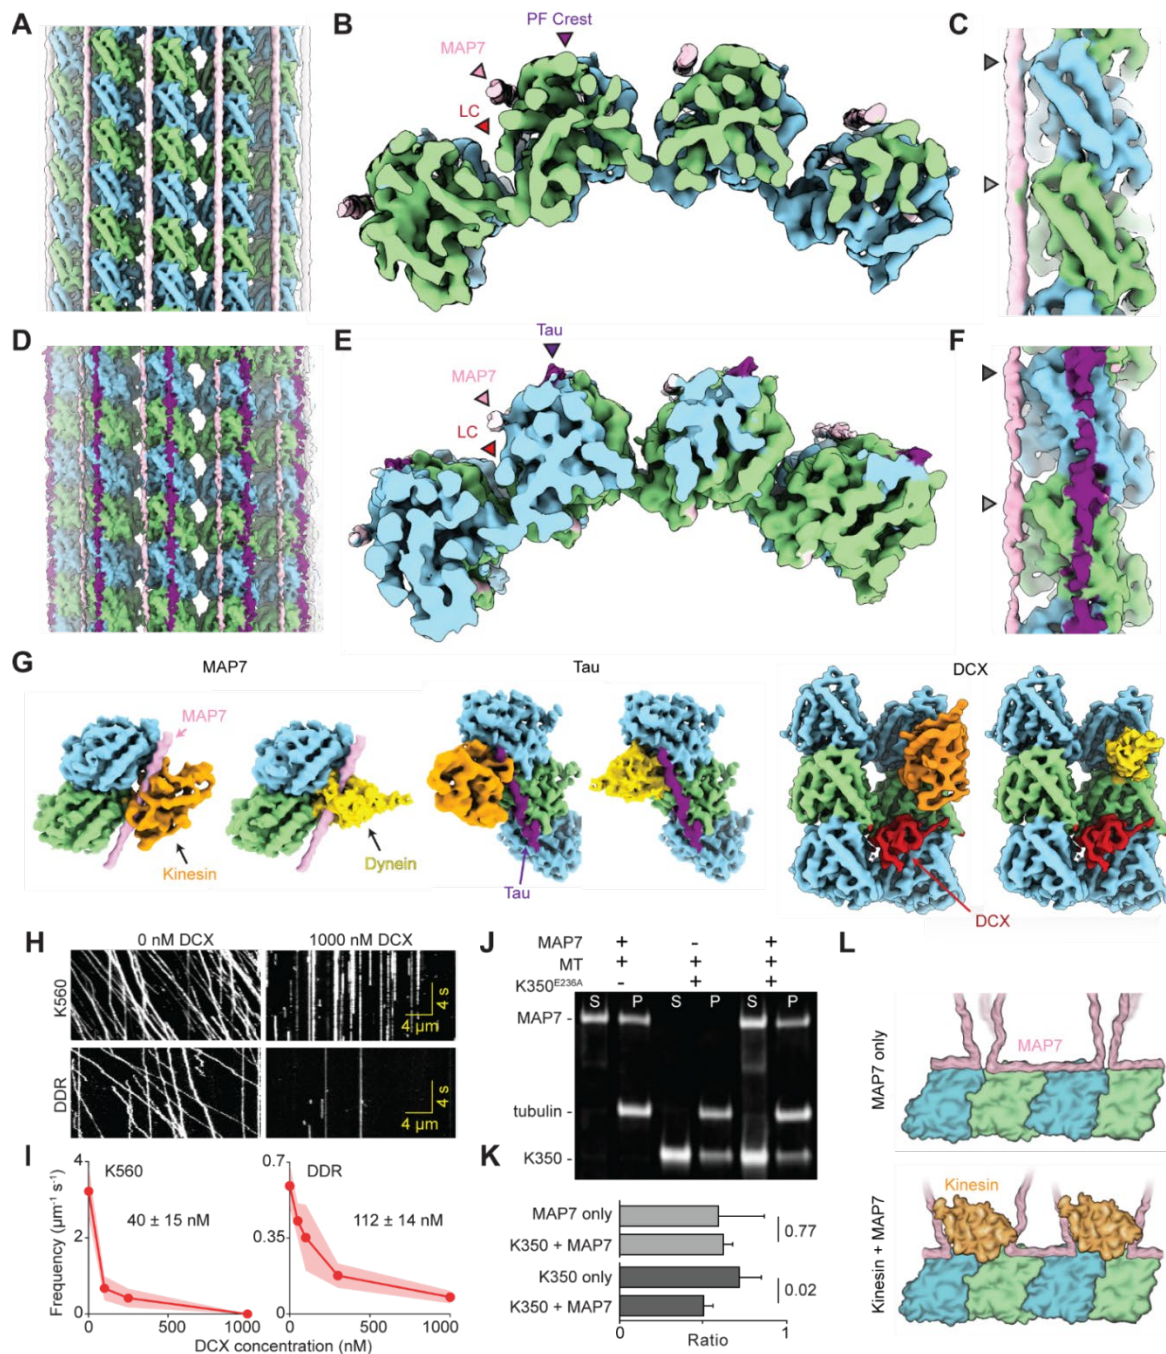 A
B
PF Crest
MAP7
LC
C
D
E
Tau
MAP7
LC
F
G
MAP7
Tau
DCX
MAP7
Kinesin
Dynein
Tau
DCX
H
0 nM DCX
1000 nM DCX
K560
4 s
4 µm
4 s
4 µm
DDR
4 s
4 µm
I
K560
40 ± 15 nM
DDR
112 ± 14 nM
Frequency (µm⁻¹ s⁻¹)
4
2
0
0.7
0.35
0
0 500 1000
0 500 1000
DCX concentration (nM)
J
MAP7 + - +
MT + + +
K350E236A - + +
S P S P S P
MAP7 -
tubulin -
K350 -
K
MAP7 only
K350 + MAP7
0.77
K350 only
K350 + MAP7
0.02
0 1
Ratio
L
MAP7 only
MAP7
Kinesin + MAP7
Kinesin